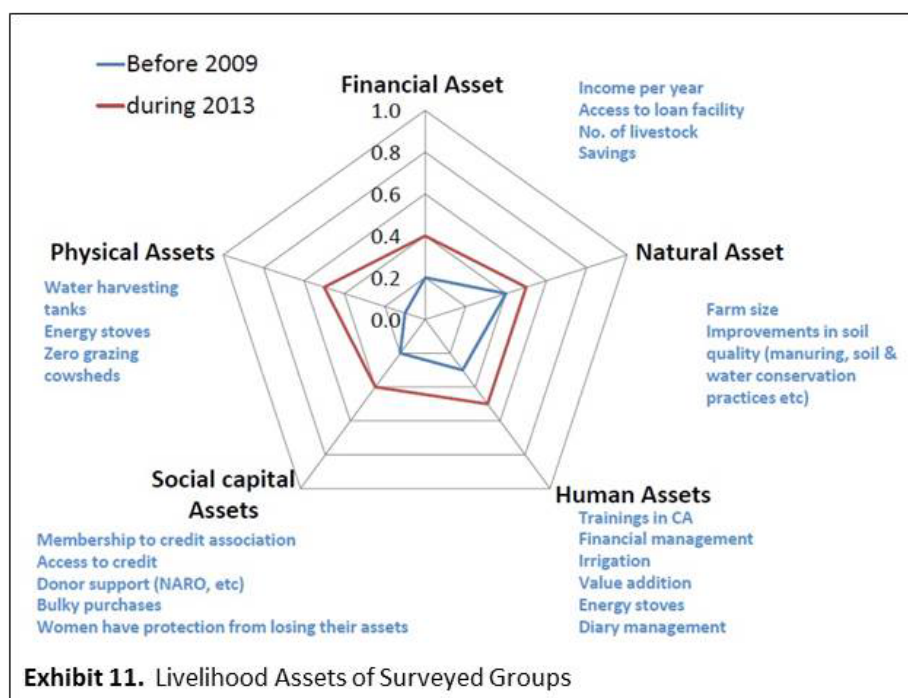 Before 2009
during 2013
Financial Asset
1.0
0.8
0.6
0.4
0.2
0.0
Income per year
Access to loan facility
No. of livestock
Savings
Physical Assets
Water harvesting
tanks
Energy stoves
Zero grazing
cowsheds
Natural Asset
Farm size
Improvements in soil
quality (manuring, soil &
water conservation
practices etc)
Social capital
Assets
Membership to credit association
Access to credit
Donor support (NARO, etc)
Bulky purchases
Women have protection from losing their assets
Human Assets
Trainings in CA
Financial management
Irrigation
Value addition
Energy stoves
Diary management
Exhibit 11. Livelihood Assets of Surveyed Groups